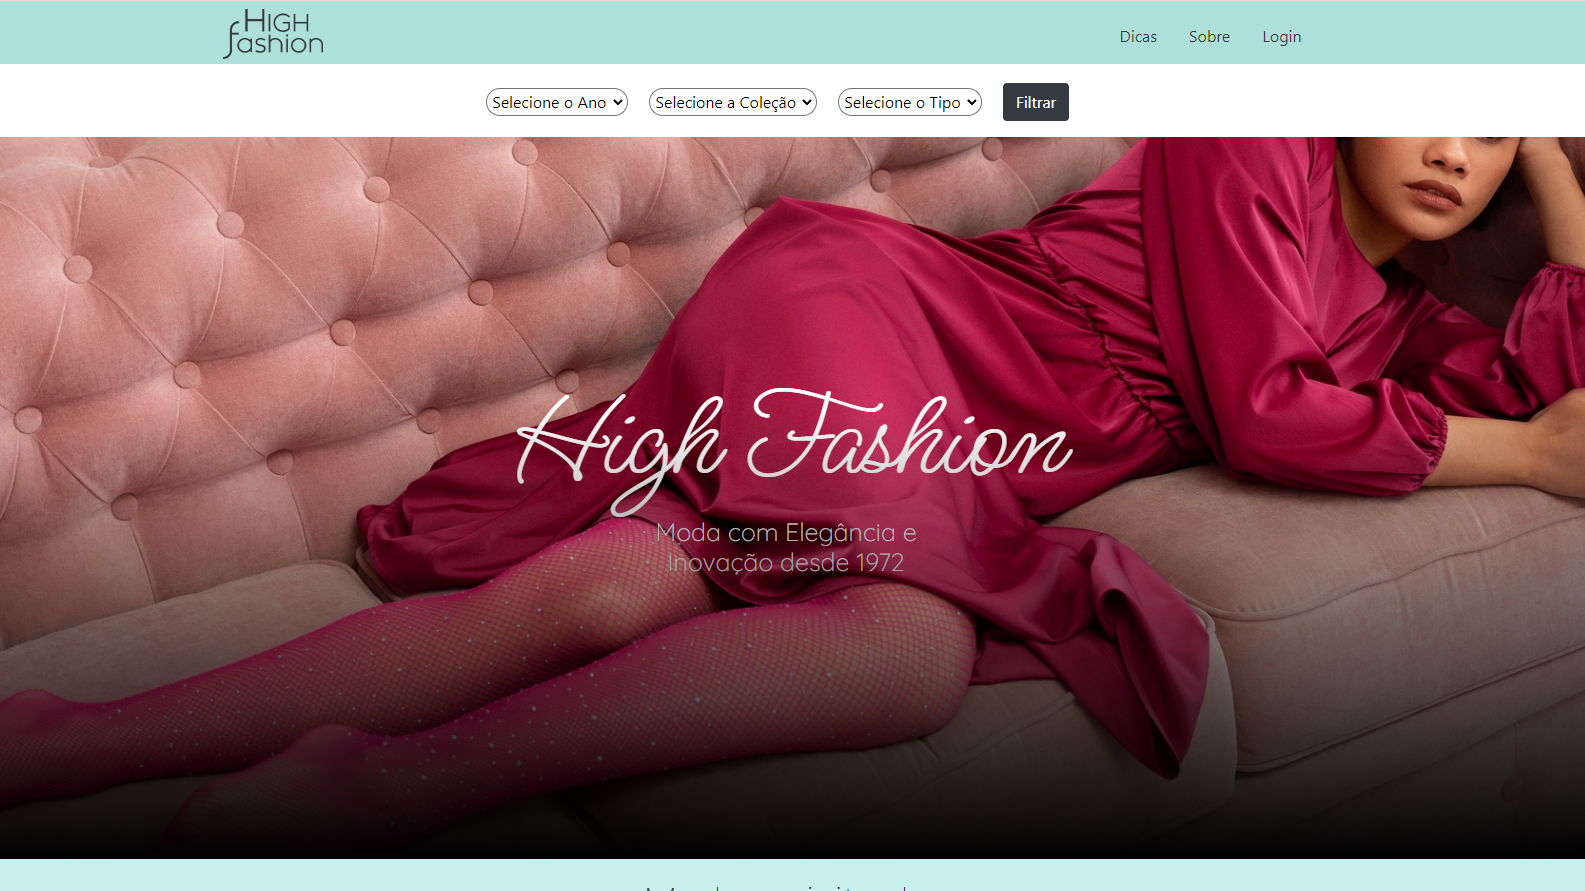 HIGH
fashion
Dicas
Sobre
Login
Selecione o Ano
Selecione a Coleção
Selecione o Tipo
Filtrar
High Fashion
Moda com Elegância e
Inovação desde 1972